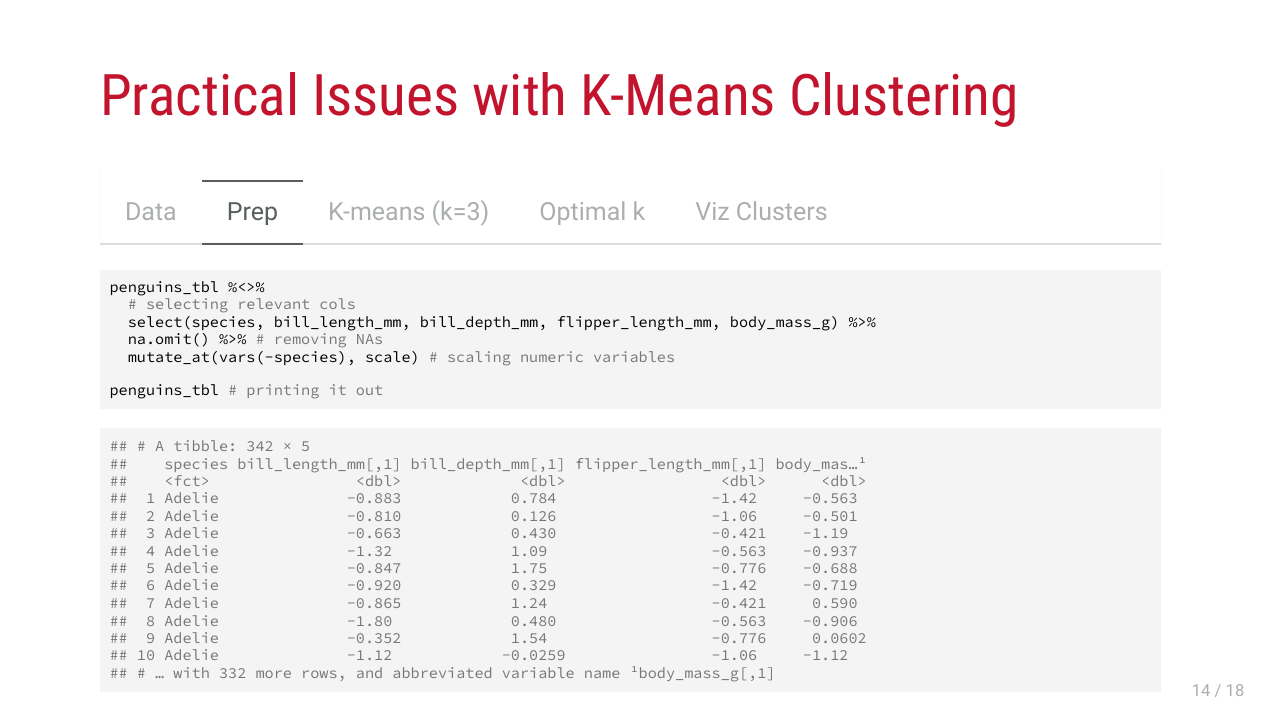 Practical Issues with K-Means Clustering
Data Prep K-means (k=3) Optimal k Viz Clusters
penguins_tbl %<>%
  # selecting relevant cols
  select(species, bill_length_mm, bill_depth_mm, flipper_length_mm, body_mass_g) %>%
  na.omit() %>% # removing NAs
  mutate_at(vars(-species), scale) # scaling numeric variables
penguins_tbl # printing it out
## # A tibble: 342 × 5
##    species bill_length_mm[,1] bill_depth_mm[,1] flipper_length_mm[,1] body_mas…¹
##    <fct>                <dbl>             <dbl>                 <dbl>      <dbl>
##  1 Adelie              -0.883            0.784                 -1.42     -0.563
##  2 Adelie              -0.810            0.126                 -1.06     -0.501
##  3 Adelie              -0.663            0.430                 -0.421    -1.19
##  4 Adelie              -1.32             1.09                  -0.563    -0.937
##  5 Adelie              -0.847            1.75                  -0.776    -0.688
##  6 Adelie              -0.920            0.329                 -1.42     -0.719
##  7 Adelie              -0.865            1.24                  -0.421     0.590
##  8 Adelie              -1.80             0.480                 -0.563    -0.906
##  9 Adelie              -0.352            1.54                  -0.776     0.0602
## 10 Adelie              -1.12            -0.0259                -1.06     -1.12
## # … with 332 more rows, and abbreviated variable name ¹​body_mass_g[,1]
14 / 18